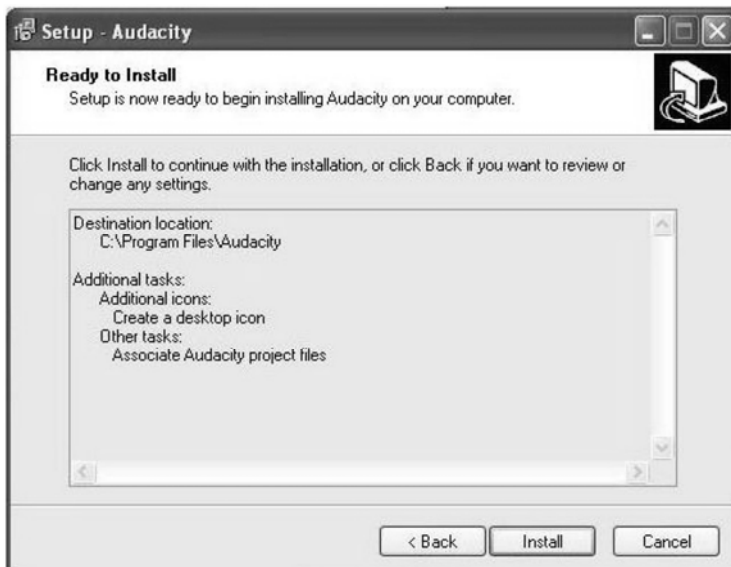 Setup - Audacity
Ready to Install
Setup is now ready to begin installing Audacity on your computer.
Click Install to continue with the installation, or click Back if you want to review or
change any settings.
Destination location:
C:\Program Files\Audacity
Additional tasks:
Additional icons:
Create a desktop icon
Other tasks:
Associate Audacity project files
< Back
Install
Cancel